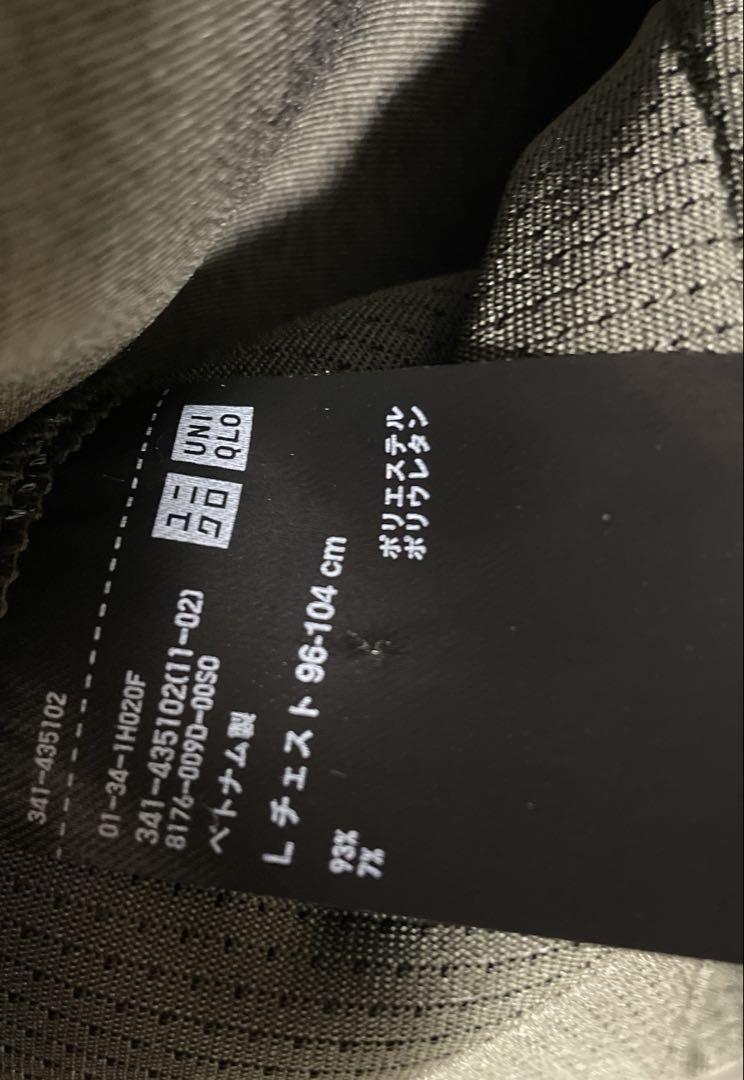 341-435102
ユニ
クロ
UNI
QLO
01-34-1H020F
341-435102(11-02)
8176-009D-00S0
ベトナム製
L チェスト 96-104 cm
93% ポリエステル
7% ポリウレタン